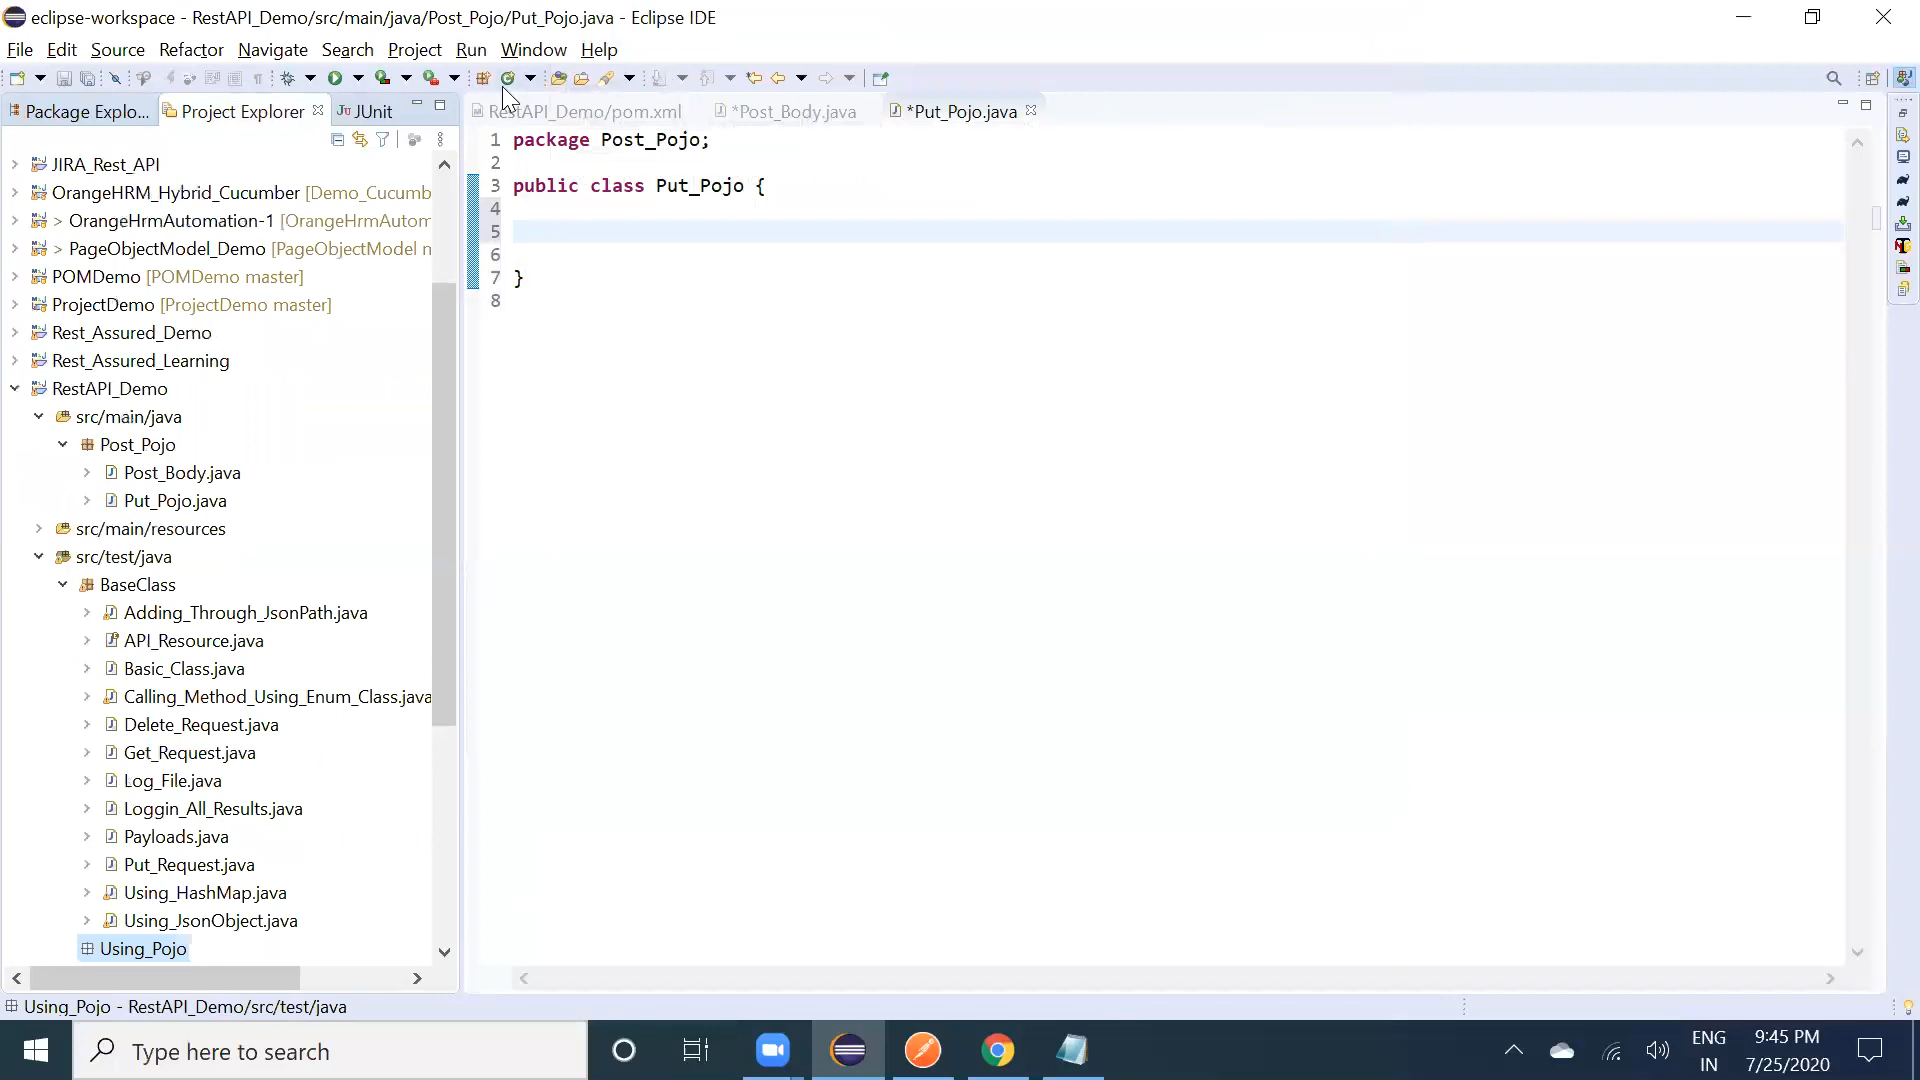 eclipse-workspace - RestAPI_Demo/src/main/java/Post_Pojo/Put_Pojo.java - Eclipse IDE
File Edit Source Refactor Navigate Search Project Run Window Help
Package Explo... Project Explorer JUnit
RestAPI_Demo/pom.xml *Post_Body.java *Put_Pojo.java
JIRA_Rest_API
OrangeHRM_Hybrid_Cucumber [Demo_Cucumb
> OrangeHrmAutomation-1 [OrangeHrmAutom
> PageObjectModel_Demo [PageObjectModel m
POMDemo [POMDemo master]
ProjectDemo [ProjectDemo master]
Rest_Assured_Demo
Rest_Assured_Learning
RestAPI_Demo
src/main/java
Post_Pojo
Post_Body.java
Put_Pojo.java
src/main/resources
src/test/java
BaseClass
Adding_Through_JsonPath.java
API_Resource.java
Basic_Class.java
Calling_Method_Using_Enum_Class.java
Delete_Request.java
Get_Request.java
Log_File.java
Loggin_All_Results.java
Payloads.java
Put_Request.java
Using_HashMap.java
Using_JsonObject.java
Using_Pojo
1 package Post_Pojo;
2
3 public class Put_Pojo {
4
5
6
7 }
8
Using_Pojo - RestAPI_Demo/src/test/java
Type here to search
ENG
IN
9:45 PM
7/25/2020